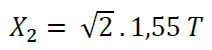 X₂ = √2 . 1,55 T